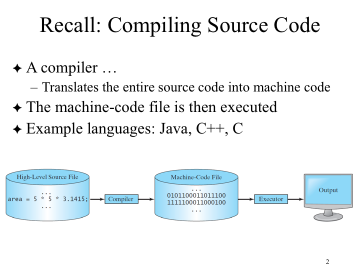 Recall: Compiling Source Code
✦ A compiler …
– Translates the entire source code into machine code
✦ The machine-code file is then executed
✦ Example languages: Java, C++, C
High-Level Source File
...
area = 5 * 5 * 3.1415;
...
Compiler
Machine-Code File
...
0101100011011100
1111100011000100
...
Executor
Output
2